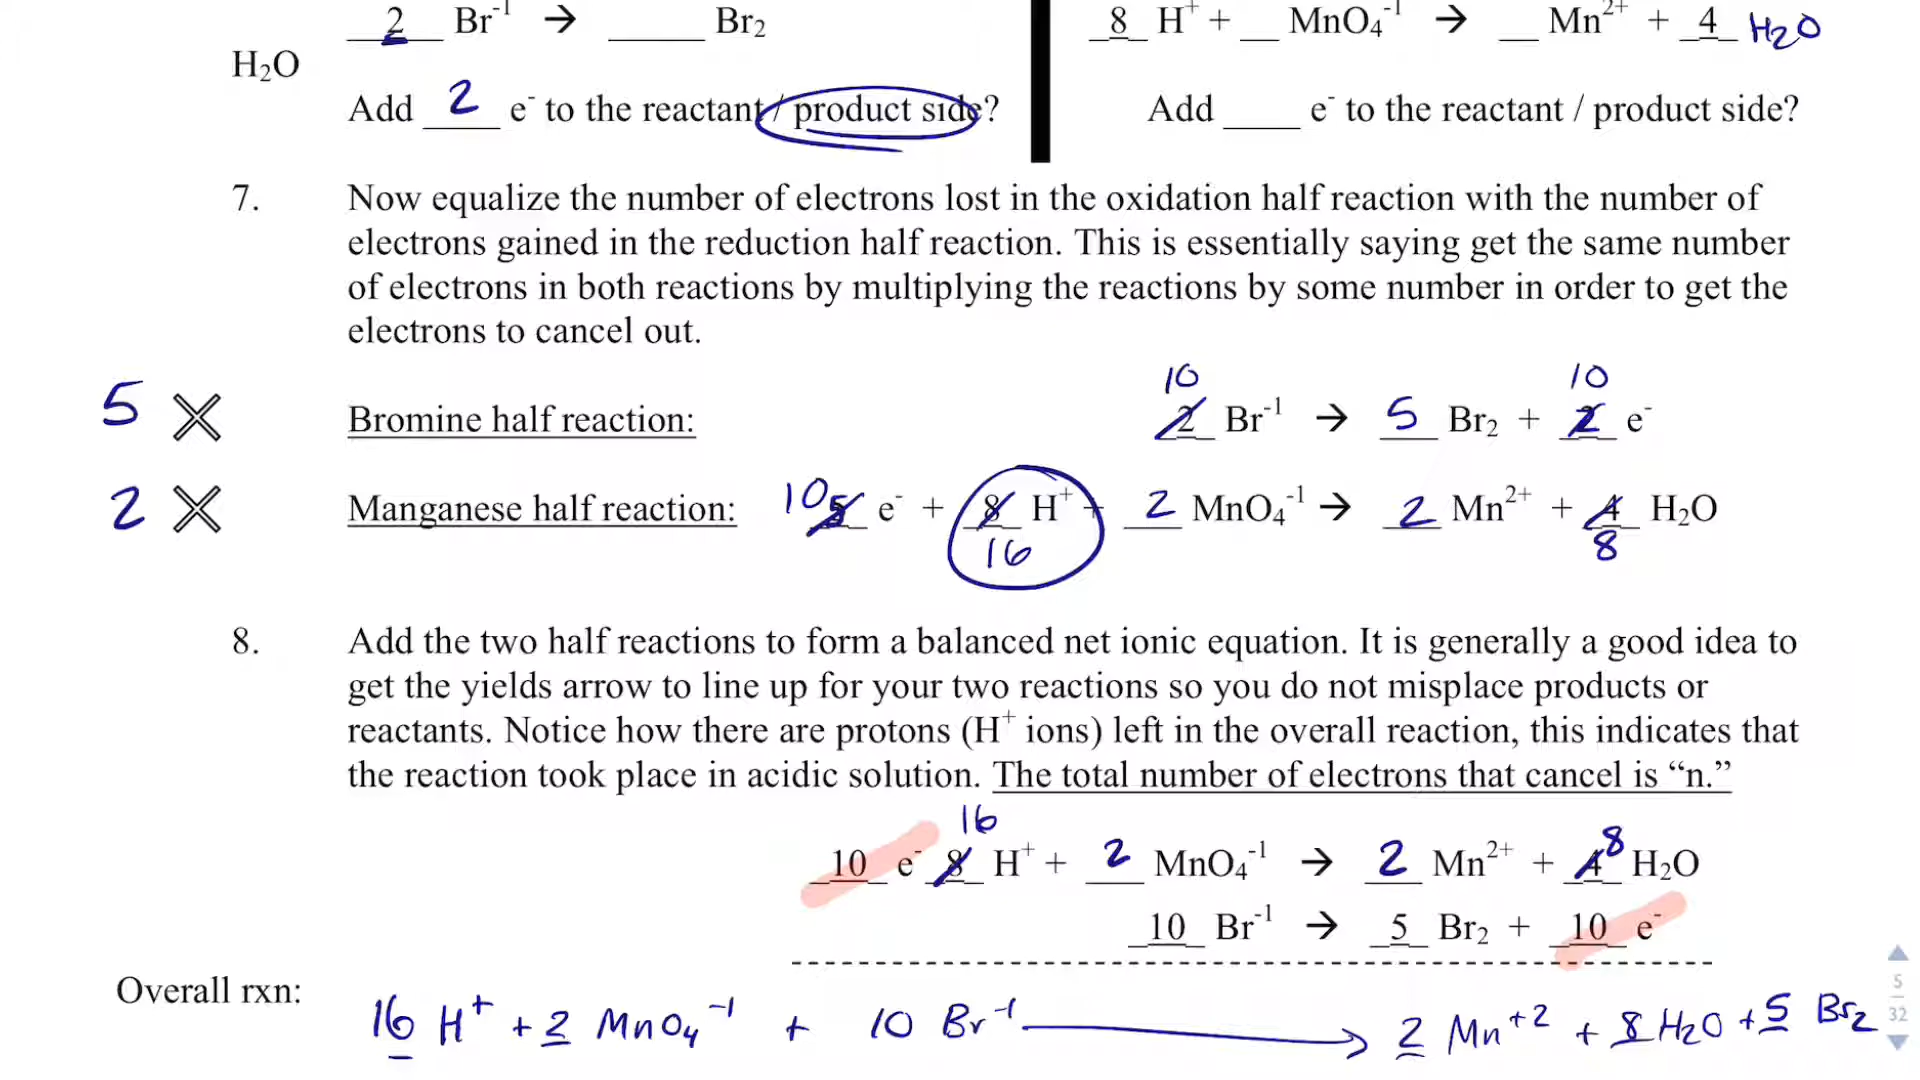 2 Br⁻¹ → ____ Br₂
8 H⁺ + __ MnO₄⁻¹ → __ Mn²⁺ + 4 H2O
H₂O
Add 2 e⁻ to the reactant / product side?
Add ____ e⁻ to the reactant / product side?
7. Now equalize the number of electrons lost in the oxidation half reaction with the number of
electrons gained in the reduction half reaction. This is essentially saying get the same number
of electrons in both reactions by multiplying the reactions by some number in order to get the
electrons to cancel out.
10 10
5 X Bromine half reaction: 2 Br⁻¹ → 5 Br₂ + 2 e⁻
2 X Manganese half reaction: 10 5 e⁻ + 8 H⁺ + 2 MnO₄⁻¹ → 2 Mn²⁺ + 4 H₂O
16 8
8. Add the two half reactions to form a balanced net ionic equation. It is generally a good idea to
get the yields arrow to line up for your two reactions so you do not misplace products or
reactants. Notice how there are protons (H⁺ ions) left in the overall reaction, this indicates that
the reaction took place in acidic solution. The total number of electrons that cancel is “n.”
16
10 e⁻ 8 H⁺ + 2 MnO₄⁻¹ → 2 Mn²⁺ + 4 8 H₂O
10 Br⁻¹ → 5 Br₂ + 10 e⁻
Overall rxn: 16 H⁺ + 2 MnO₄⁻¹ + 10 Br⁻¹ → 2 Mn⁺² + 8 H₂O + 5 Br₂
5
32